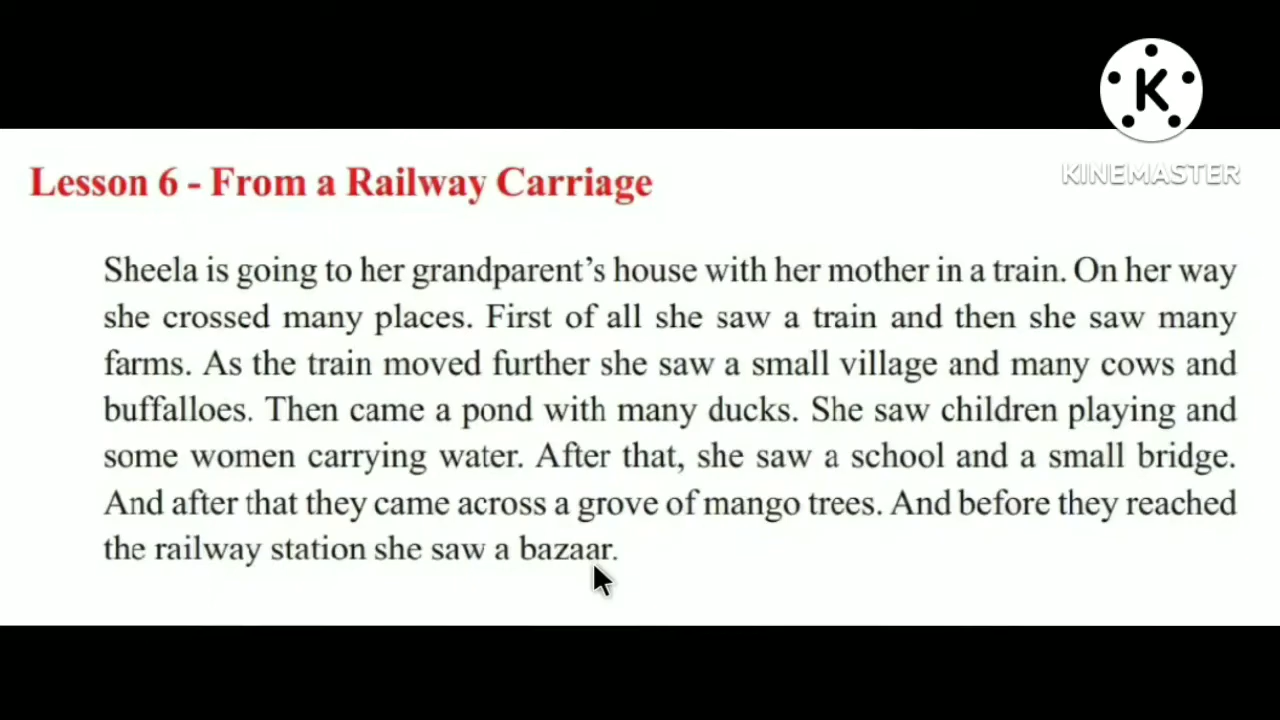 K
KINEMASTER
Lesson 6 - From a Railway Carriage
Sheela is going to her grandparent's house with her mother in a train. On her way
she crossed many places. First of all she saw a train and then she saw many
farms. As the train moved further she saw a small village and many cows and
buffalloes. Then came a pond with many ducks. She saw children playing and
some women carrying water. After that, she saw a school and a small bridge.
And after that they came across a grove of mango trees. And before they reached
the railway station she saw a bazaar.